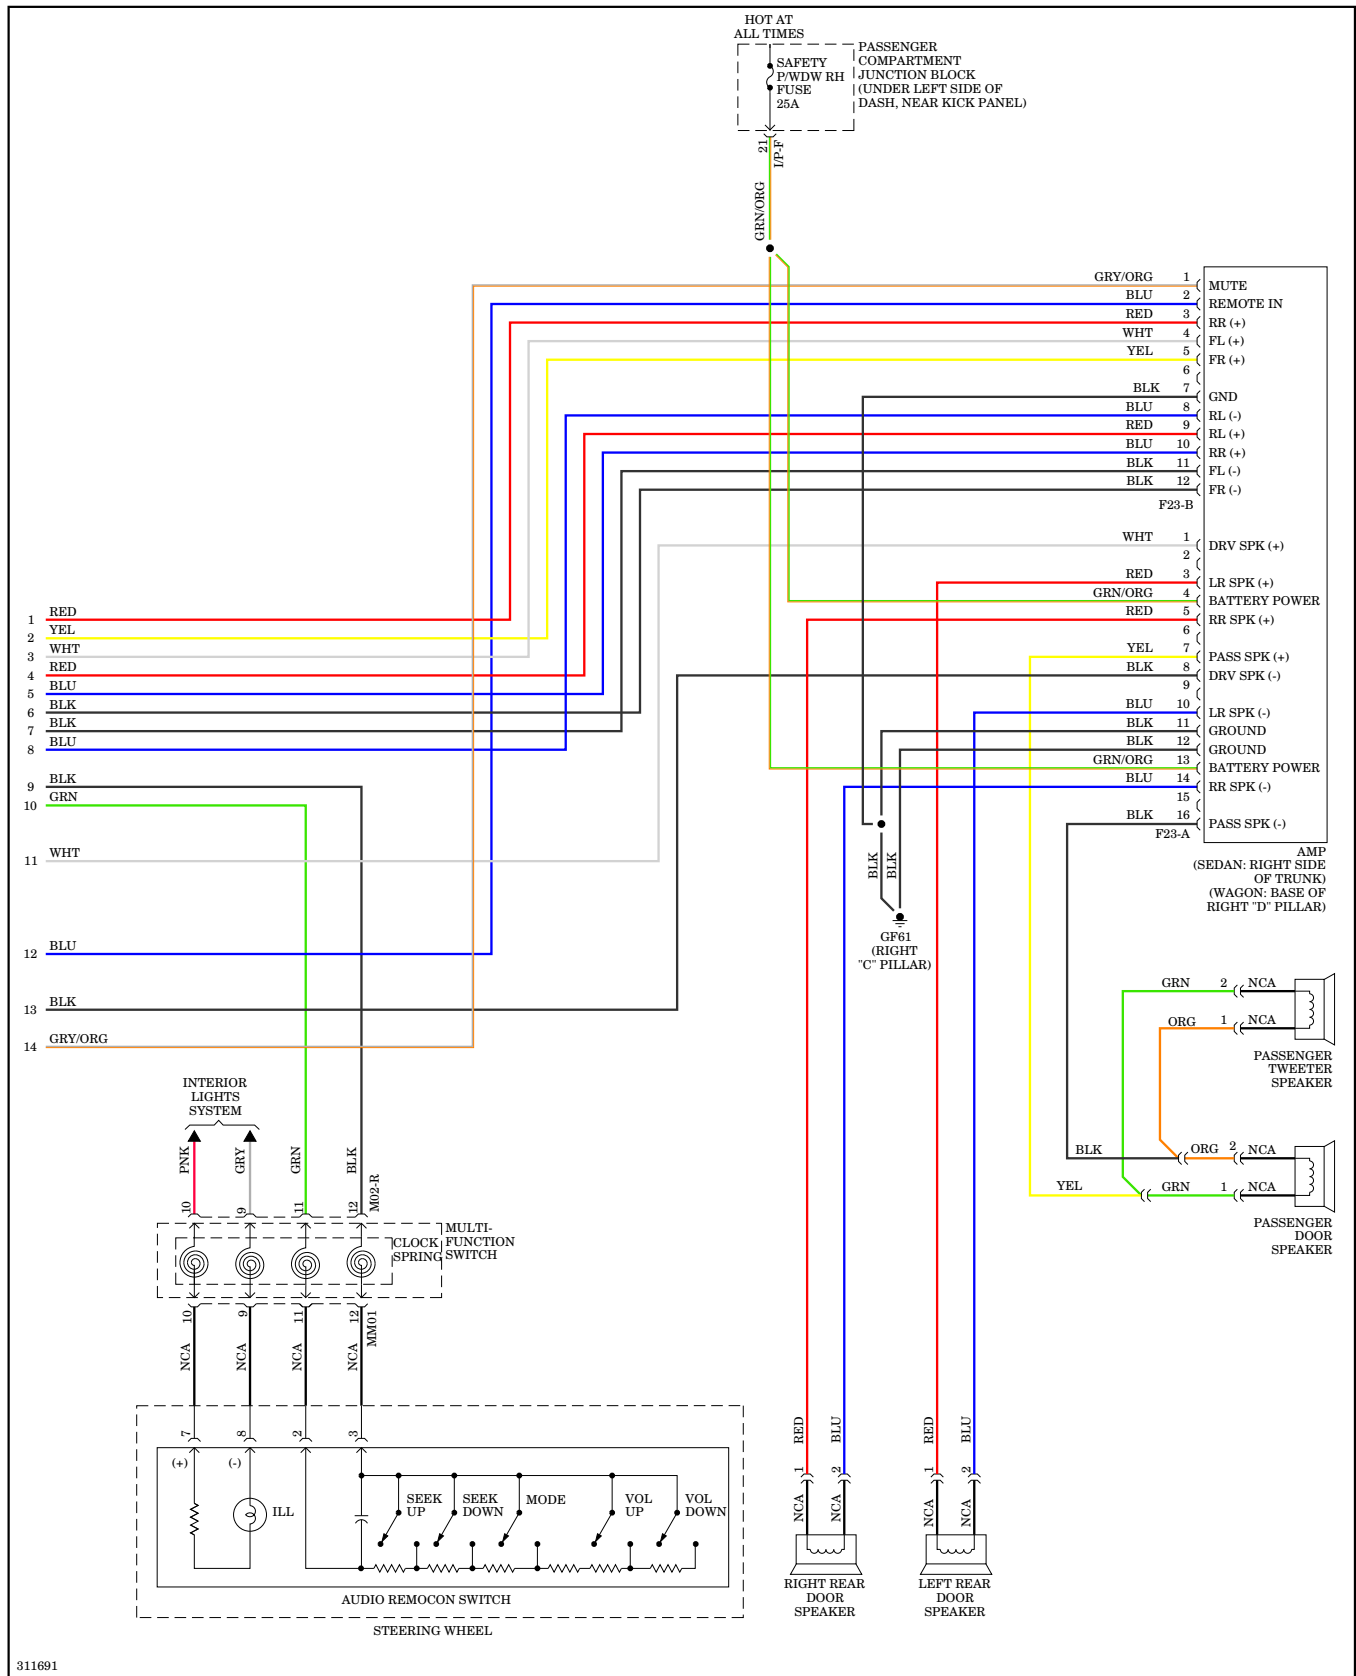 HOT AT
ALL TIMES
SAFETY
P/WDW RH
FUSE
25A
PASSENGER
COMPARTMENT
JUNCTION BLOCK
(UNDER LEFT SIDE OF
DASH, NEAR KICK PANEL)
21
I/P-F
GRN/ORG
GRY/ORG 1 MUTE
BLU 2 REMOTE IN
RED 3 RR (+)
WHT 4 FL (+)
YEL 5 FR (+)
6
BLK 7 GND
BLU 8 RL (-)
RED 9 RL (+)
BLU 10 RR (+)
BLK 11 FL (-)
BLK 12 FR (-)
F23-B
WHT 1 DRV SPK (+)
2
RED 3 LR SPK (+)
GRN/ORG 4 BATTERY POWER
RED 5 RR SPK (+)
6
YEL 7 PASS SPK (+)
BLK 8 DRV SPK (-)
9
BLU 10 LR SPK (-)
BLK 11 GROUND
BLK 12 GROUND
GRN/ORG 13 BATTERY POWER
BLU 14 RR SPK (-)
15
BLK 16 PASS SPK (-)
F23-A
AMP
(SEDAN: RIGHT SIDE
OF TRUNK)
(WAGON: BASE OF
RIGHT "D" PILLAR)
1 RED
2 YEL
3 WHT
4 RED
5 BLU
6 BLK
7 BLK
8 BLU
9 BLK
10 GRN
11 WHT
12 BLU
13 BLK
14 GRY/ORG
BLK
BLK
GF61
(RIGHT
"C" PILLAR)
GRN 2 NCA
ORG 1 NCA
PASSENGER
TWEETER
SPEAKER
BLK ORG 2 NCA
YEL GRN 1 NCA
PASSENGER
DOOR
SPEAKER
INTERIOR
LIGHTS
SYSTEM
PNK
GRY
GRN
BLK
10
9
11
12
M02-R
CLOCK
SPRING
MULTI-
FUNCTION
SWITCH
10
9
11
12
MM01
NCA
NCA
NCA
NCA
7
8
2
3
(+)
(-)
ILL
SEEK
UP
SEEK
DOWN
MODE
VOL
UP
VOL
DOWN
AUDIO REMOCON SWITCH
STEERING WHEEL
RED
BLU
RED
BLU
1
2
1
2
NCA
NCA
NCA
NCA
RIGHT REAR
DOOR
SPEAKER
LEFT REAR
DOOR
SPEAKER
311691